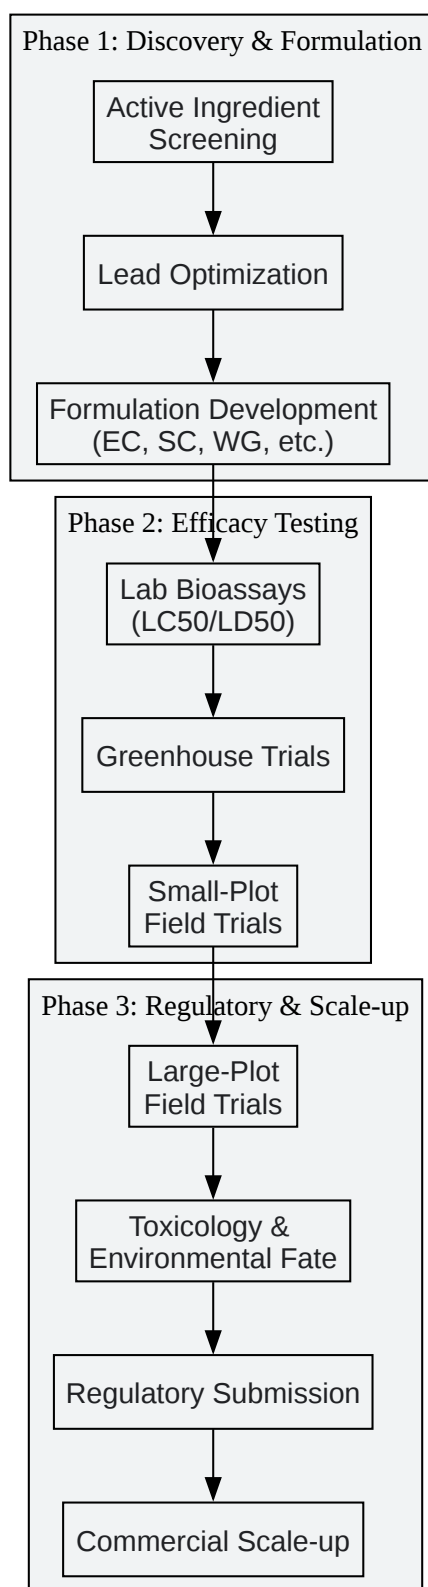 Phase 1: Discovery & Formulation
Active Ingredient
Screening
Lead Optimization
Formulation Development
(EC, SC, WG, etc.)
Phase 2: Efficacy Testing
Lab Bioassays
(LC50/LD50)
Greenhouse Trials
Small-Plot
Field Trials
Phase 3: Regulatory & Scale-up
Large-Plot
Field Trials
Toxicology &
Environmental Fate
Regulatory Submission
Commercial Scale-up